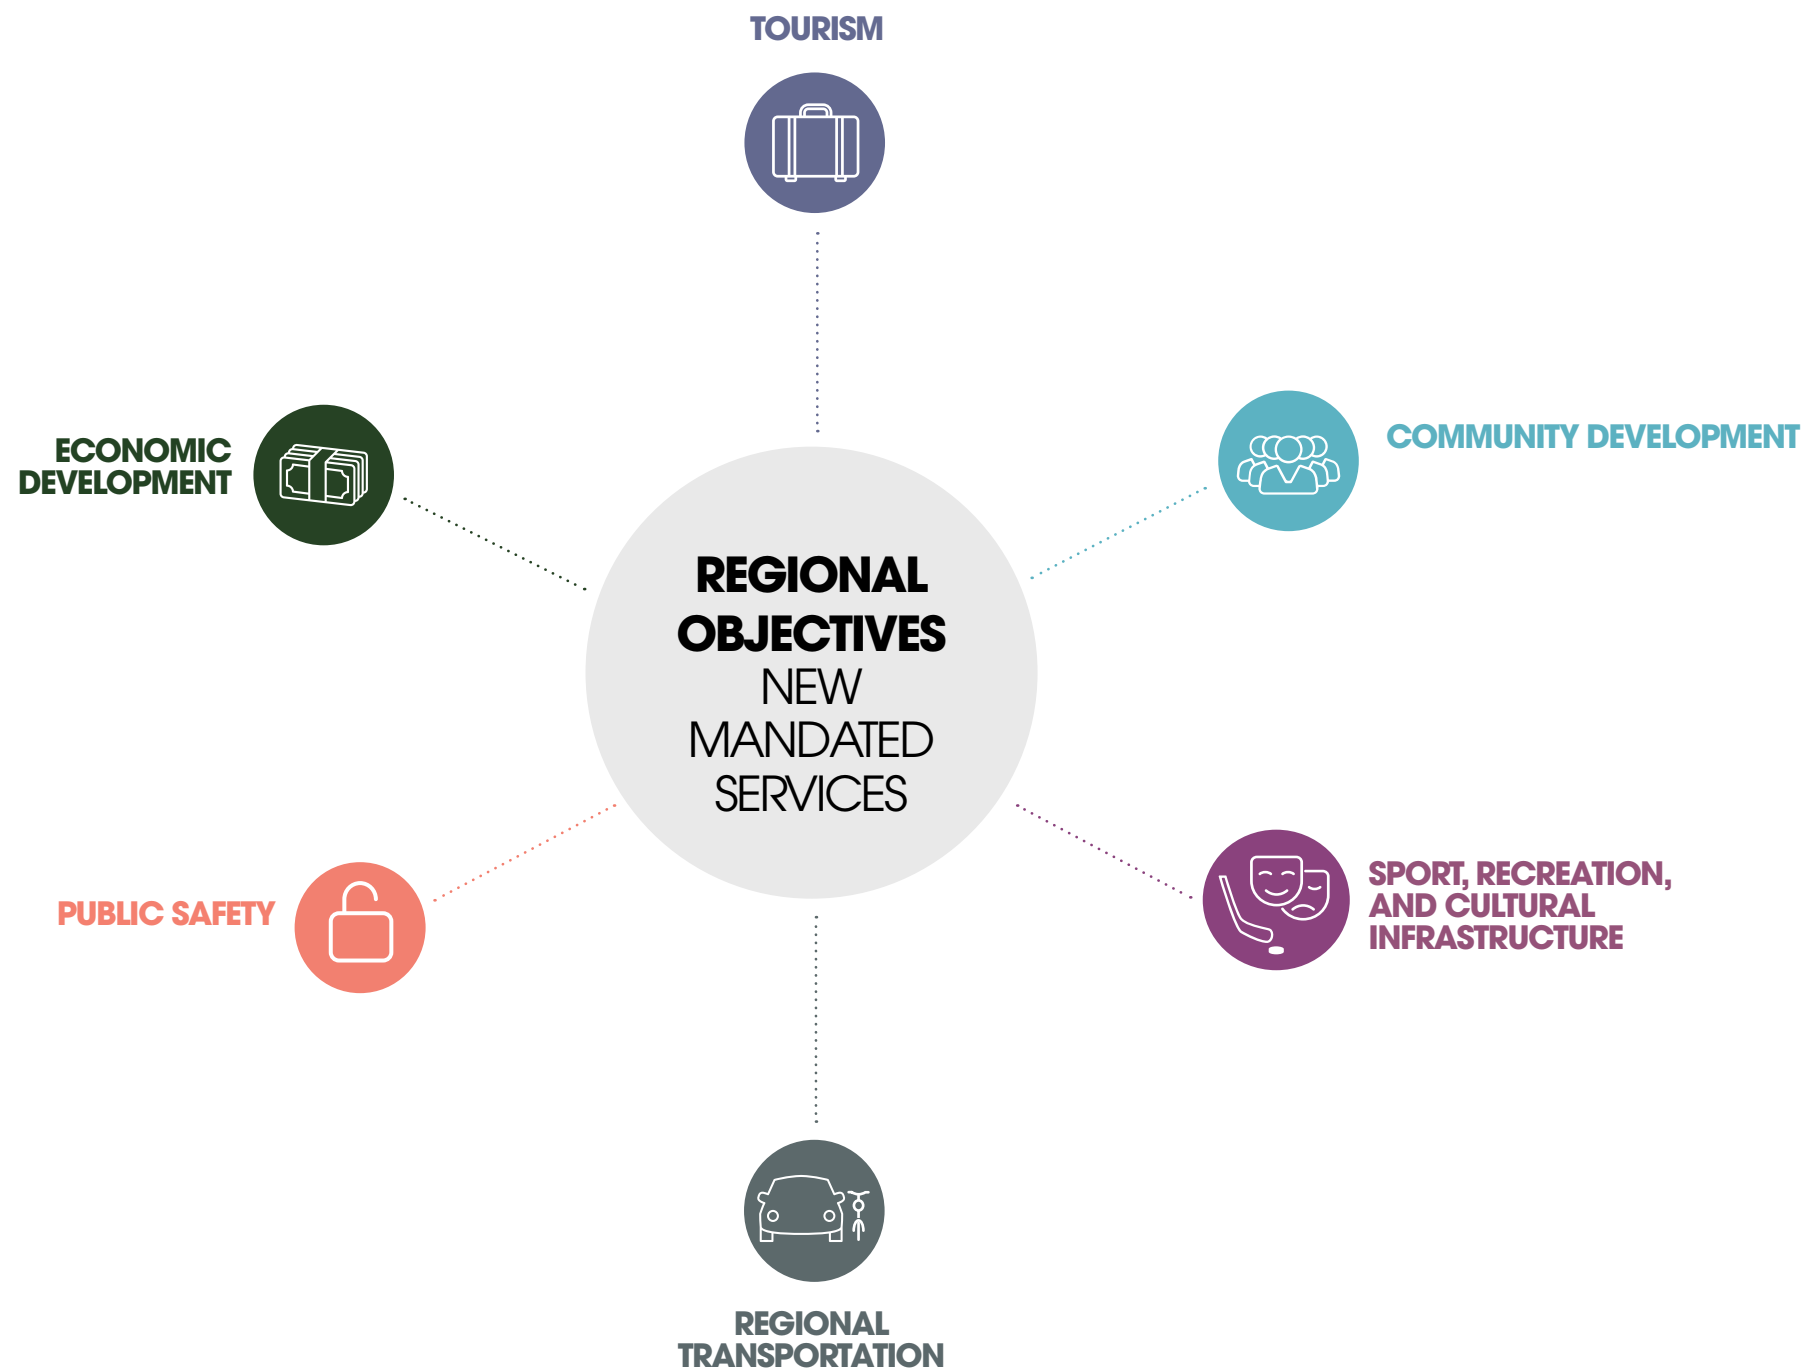 TOURISM
ECONOMIC
DEVELOPMENT
COMMUNITY DEVELOPMENT
REGIONAL
OBJECTIVES
NEW
MANDATED
SERVICES
PUBLIC SAFETY
SPORT, RECREATION,
AND CULTURAL
INFRASTRUCTURE
REGIONAL
TRANSPORTATION